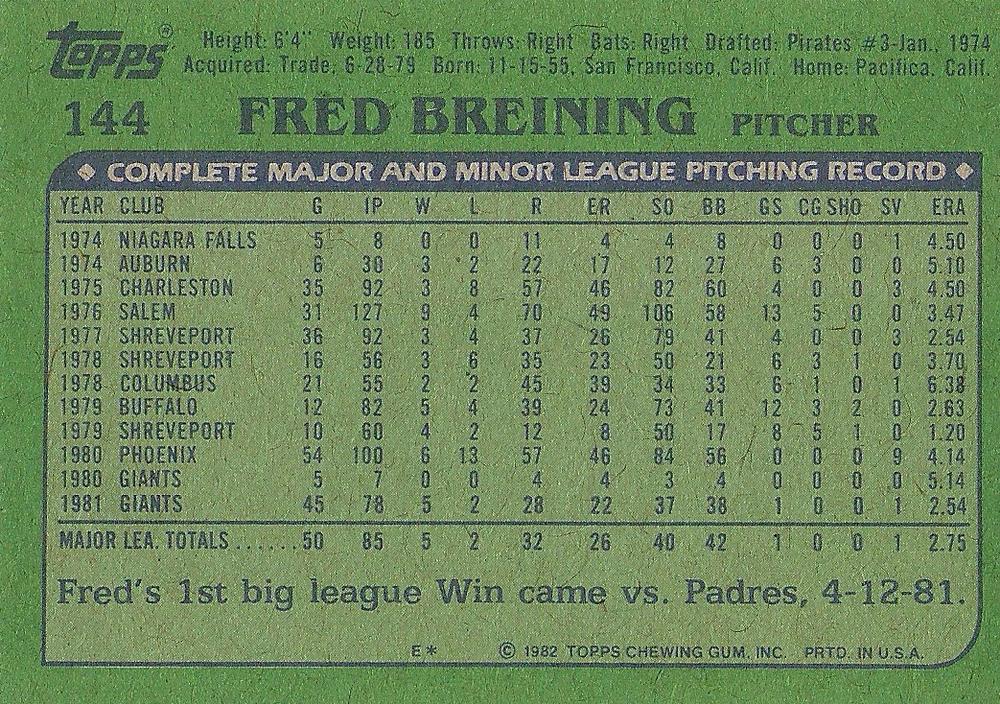 topps® Height: 6'4" Weight: 185 Throws: Right Bats: Right Drafted: Pirates #3-Jan., 1974
Acquired: Trade, 6-28-79 Born: 11-15-55, San Francisco, Calif. Home: Pacifica, Calif.
144 FRED BREINING PITCHER
◆ COMPLETE MAJOR AND MINOR LEAGUE PITCHING RECORD ◆
YEAR CLUB G IP W L R ER SO BB GS CG SHO SV ERA
1974 NIAGARA FALLS 5 8 0 0 11 4 4 8 0 0 0 1 4.50
1974 AUBURN 6 30 3 2 22 17 12 27 6 3 0 0 5.10
1975 CHARLESTON 35 92 3 8 57 46 82 60 4 0 0 3 4.50
1976 SALEM 31 127 9 4 70 49 106 58 13 5 0 0 3.47
1977 SHREVEPORT 36 92 3 4 37 26 79 41 4 0 0 3 2.54
1978 SHREVEPORT 16 56 3 6 35 23 50 21 6 3 1 0 3.70
1978 COLUMBUS 21 55 2 2 45 39 34 33 6 1 0 1 6.38
1979 BUFFALO 12 82 5 4 39 24 73 41 12 3 2 0 2.63
1979 SHREVEPORT 10 60 4 2 12 8 50 17 8 5 1 0 1.20
1980 PHOENIX 54 100 6 13 57 46 84 56 0 0 0 9 4.14
1980 GIANTS 5 7 0 0 4 4 3 4 0 0 0 0 5.14
1981 GIANTS 45 78 5 2 28 22 37 38 1 0 0 1 2.54
MAJOR LEA. TOTALS ......50 85 5 2 32 26 40 42 1 0 0 1 2.75
Fred's 1st big league Win came vs. Padres, 4-12-81.
E* © 1982 TOPPS CHEWING GUM, INC. PRTD. IN U.S.A.